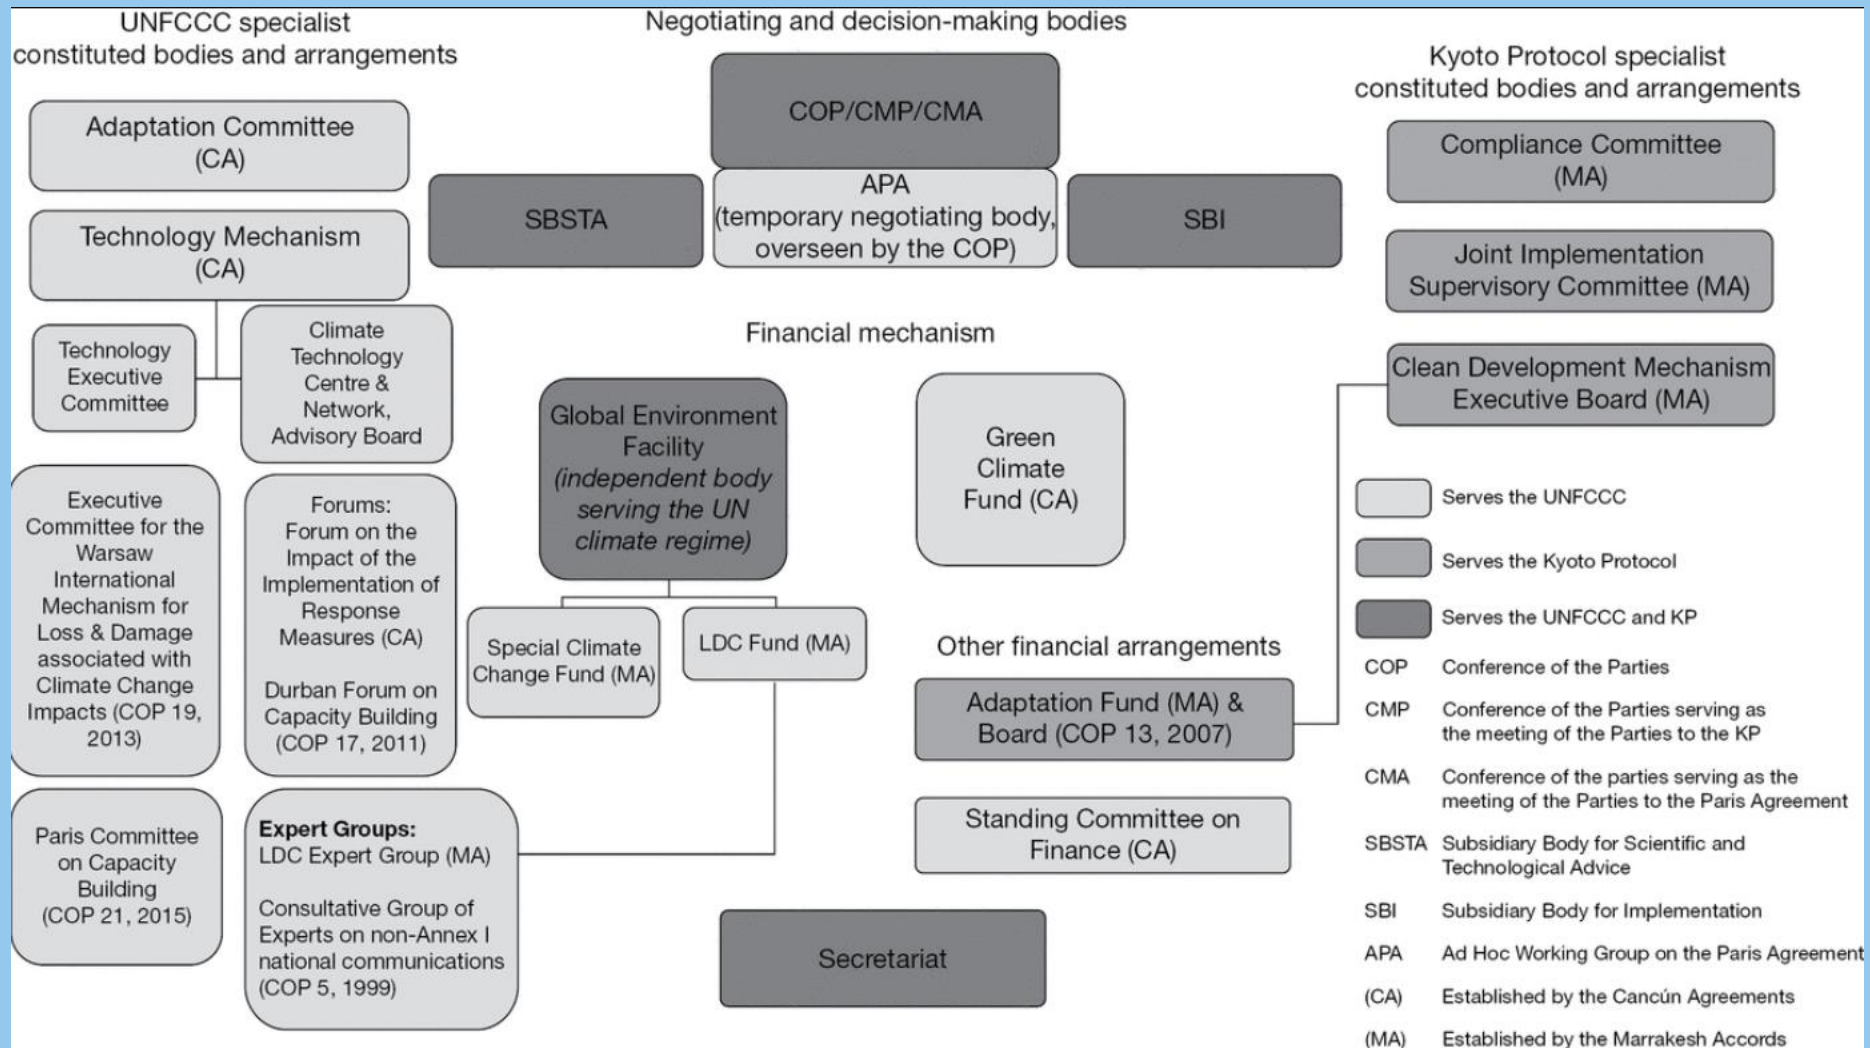 UNFCCC specialist
constituted bodies and arrangements
Adaptation Committee
(CA)
Technology Mechanism
(CA)
Technology
Executive
Committee
Climate
Technology
Centre &
Network,
Advisory Board
Executive
Committee for the
Warsaw
International
Mechanism for
Loss & Damage
associated with
Climate Change
Impacts (COP 19,
2013)
Forums:
Forum on the
Impact of the
Implementation of
Response
Measures (CA)
Durban Forum on
Capacity Building
(COP 17, 2011)
Paris Committee
on Capacity
Building
(COP 21, 2015)
Expert Groups:
LDC Expert Group (MA)
Consultative Group of
Experts on non-Annex I
national communications
(COP 5, 1999)
Negotiating and decision-making bodies
COP/CMP/CMA
SBSTA
APA
(temporary negotiating body,
overseen by the COP)
SBI
Financial mechanism
Global Environment
Facility
(independent body
serving the UN
climate regime)
Green
Climate
Fund (CA)
Special Climate
Change Fund (MA)
LDC Fund (MA)
Other financial arrangements
Adaptation Fund (MA) &
Board (COP 13, 2007)
Standing Committee on
Finance (CA)
Secretariat
Kyoto Protocol specialist
constituted bodies and arrangements
Compliance Committee
(MA)
Joint Implementation
Supervisory Committee (MA)
Clean Development Mechanism
Executive Board (MA)
Serves the UNFCCC
Serves the Kyoto Protocol
Serves the UNFCCC and KP
COP Conference of the Parties
CMP Conference of the Parties serving as
the meeting of the Parties to the KP
CMA Conference of the parties serving as the
meeting of the Parties to the Paris Agreement
SBSTA Subsidiary Body for Scientific and
Technological Advice
SBI Subsidiary Body for Implementation
APA Ad Hoc Working Group on the Paris Agreement
(CA) Established by the Cancún Agreements
(MA) Established by the Marrakesh Accords